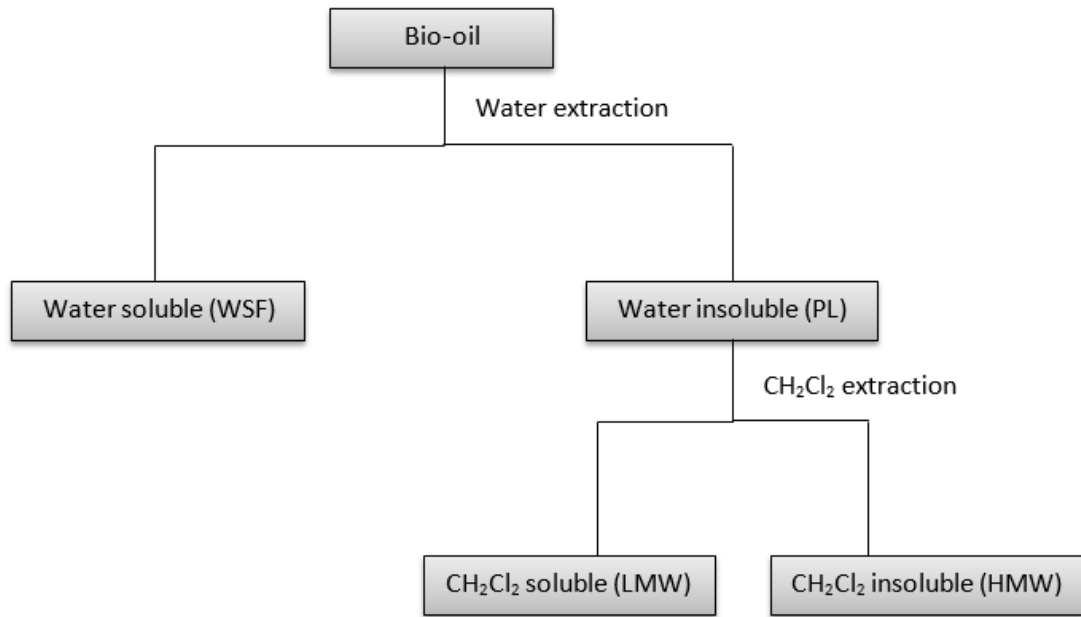 Bio-oil
Water extraction
Water soluble (WSF)
Water insoluble (PL)
CH₂Cl₂ extraction
CH₂Cl₂ soluble (LMW)
CH₂Cl₂ insoluble (HMW)